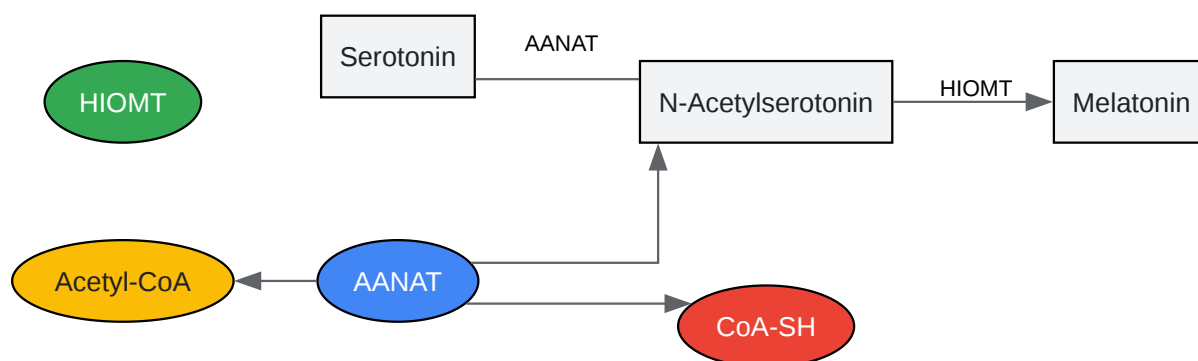 Serotonin
AANAT
HIOMT
N-Acetylserotonin
HIOMT
Melatonin
Acetyl-CoA
AANAT
CoA-SH